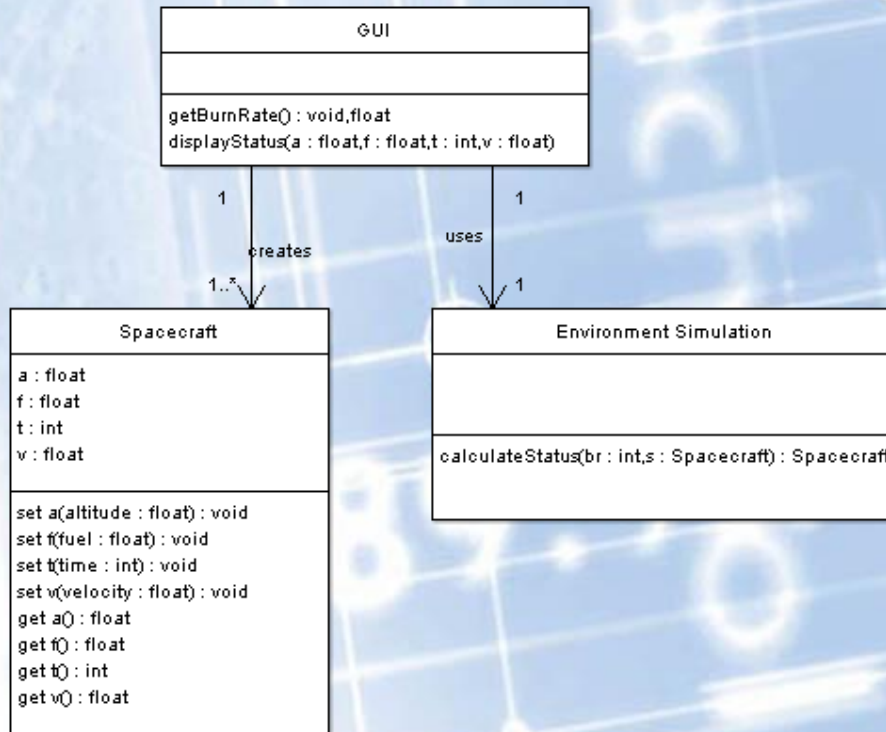 GUI
getBurnRate() : void,float
displayStatus(a : float,f : float,t : int,v : float)
1
1
creates
uses
1..*
1
Spacecraft
a : float
f : float
t : int
v : float
set a(altitude : float) : void
set f(fuel : float) : void
set t(time : int) : void
set v(velocity : float) : void
get a() : float
get f() : float
get t() : int
get v() : float
Environment Simulation
calculateStatus(br : int,s : Spacecraft) : Spacecraft